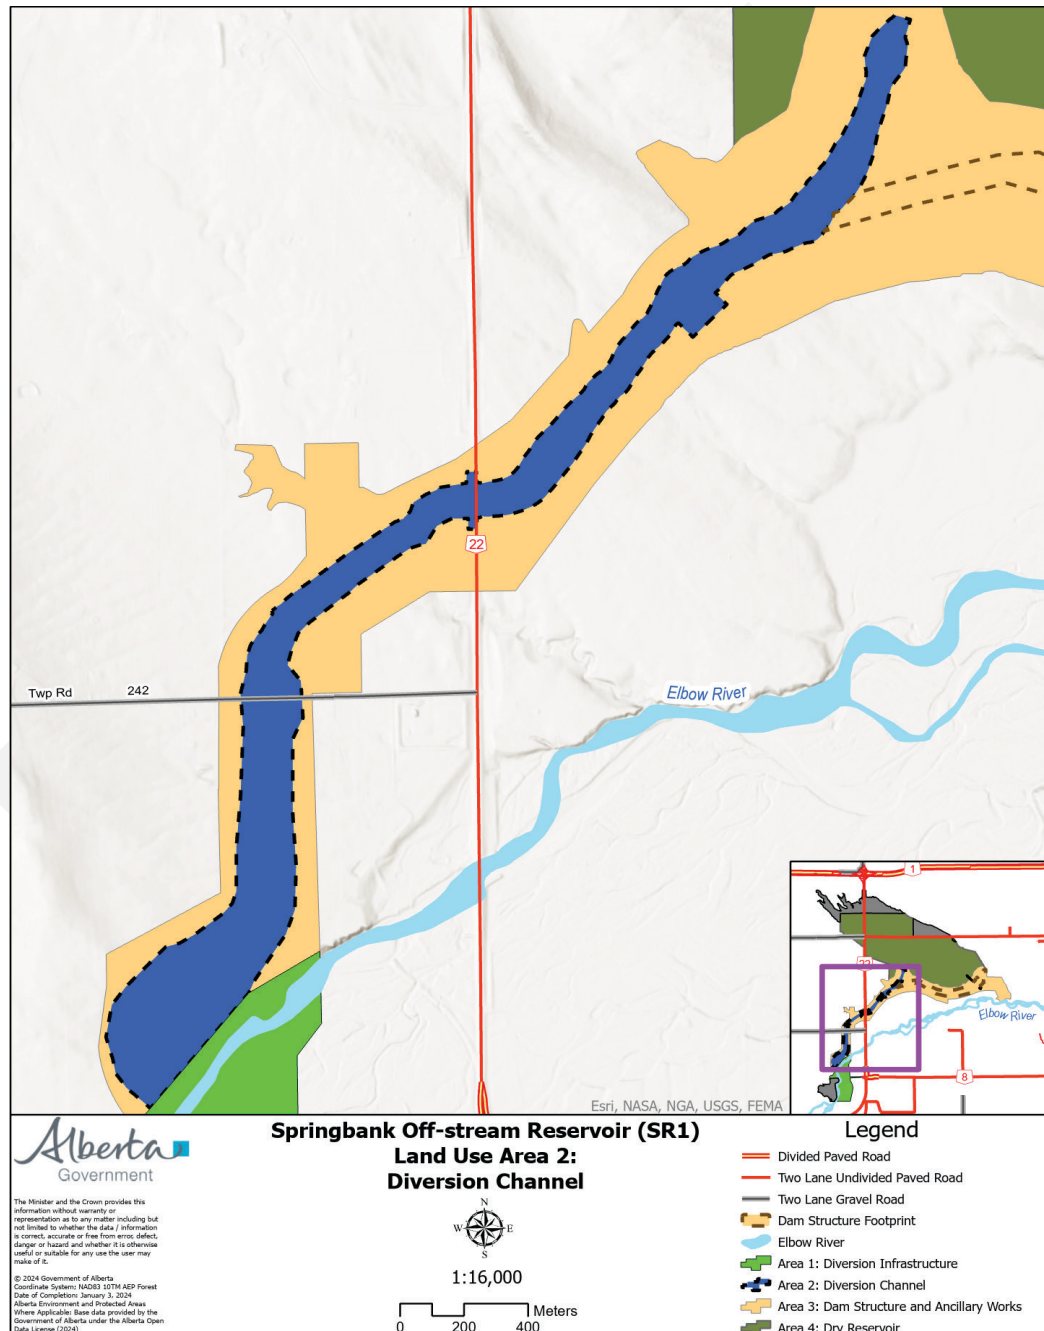 Twp Rd 242
22
Elbow River
Esri, NASA, NGA, USGS, FEMA
1
22
Elbow River
8
Alberta
Government
The Minister and the Crown provides this
information without warranty or
representation as to any matter including but
not limited to whether the data / information
is correct, accurate or free from error, defect,
danger or hazard and whether it is otherwise
useful or suitable for any use the user may
make of it.
© 2024 Government of Alberta
Coordinate System: NAD83 10TM AEP Forest
Date of Completion: January 3, 2024
Alberta Environment and Protected Areas
Where Applicable: Base data provided by the
Government of Alberta under the Alberta Open
Data License (2024)
Springbank Off-stream Reservoir (SR1)
Land Use Area 2:
Diversion Channel
N
W E
S
1:16,000
Meters
0 200 400
Legend
Divided Paved Road
Two Lane Undivided Paved Road
Two Lane Gravel Road
Dam Structure Footprint
Elbow River
Area 1: Diversion Infrastructure
Area 2: Diversion Channel
Area 3: Dam Structure and Ancillary Works
Area 4: Dry Reservoir